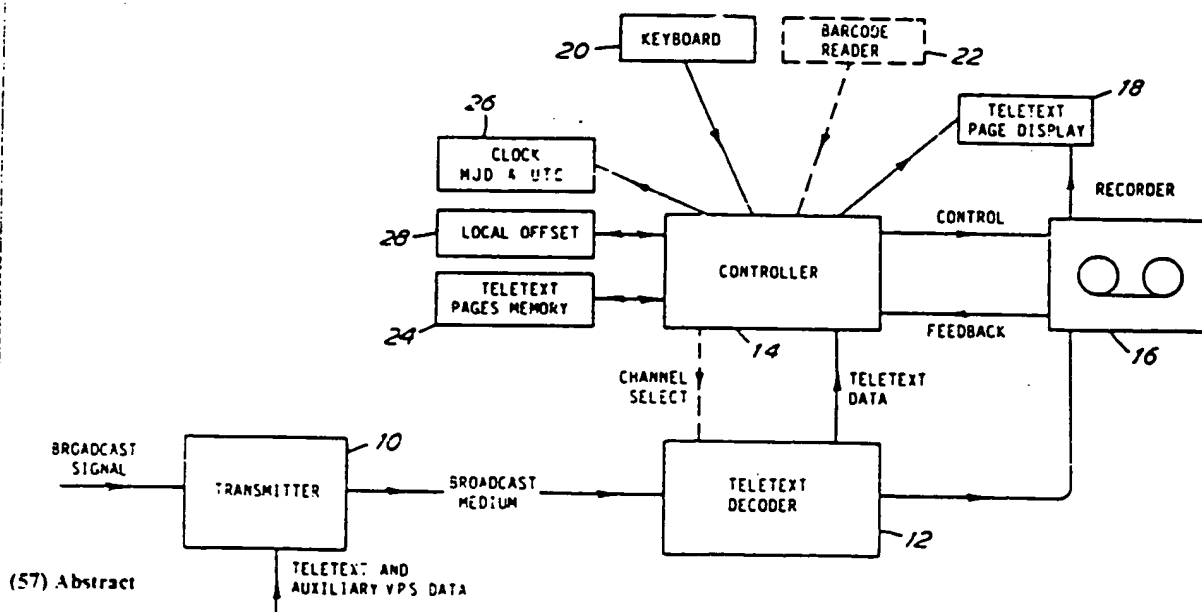 KEYBOARD
20
BARCODE
READER
22
26
CLOCK
MJD & UTC
18
TELETEXT
PAGE DISPLAY
RECORDER
28
LOCAL OFFSET
CONTROLLER
CONTROL
TELETEXT
PAGES MEMORY
24
14
FEEDBACK
16
CHANNEL
SELECT
TELETEXT
DATA
BROADCAST
SIGNAL
10
TRANSMITTER
BROADCAST
MEDIUM
TELETEXT
DECODER
12
(57) Abstract
TELETEXT AND
AUXILIARY VPS DATA